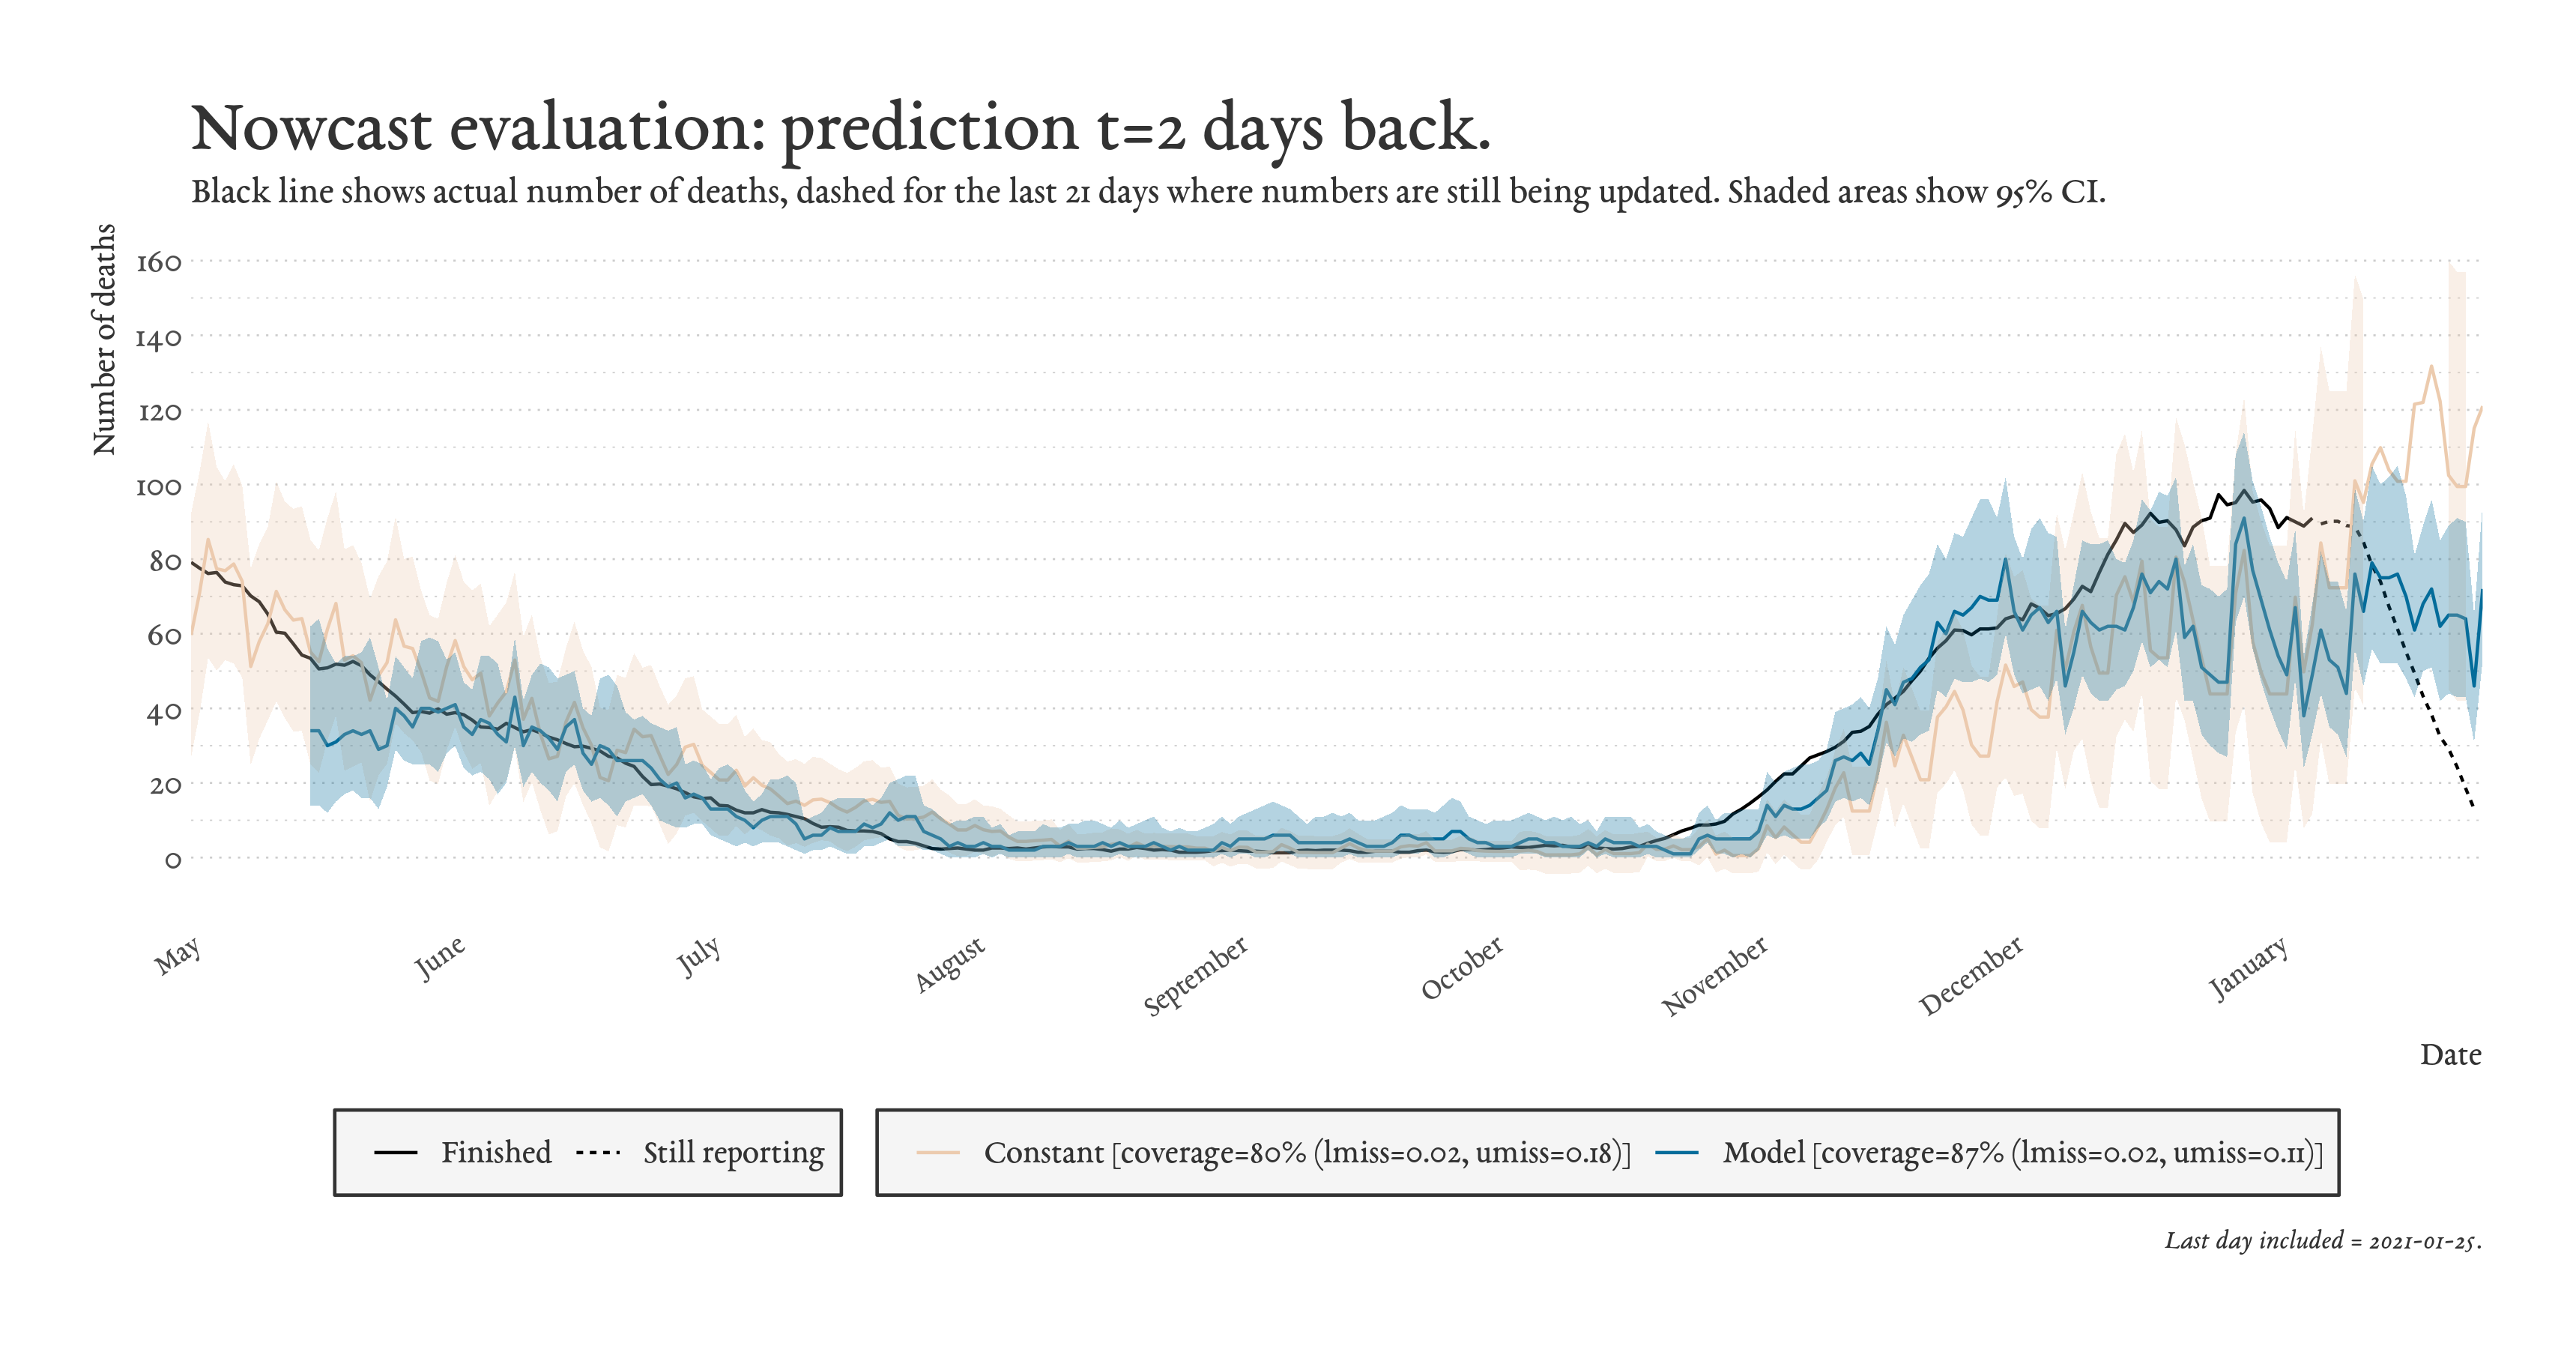 Nowcast evaluation: prediction t=2 days back.
Black line shows actual number of deaths, dashed for the last 21 days where numbers are still being updated. Shaded areas show 95% CI.
Number of deaths
160
140
120
100
80
60
40
20
0
May
June
July
August
September
October
November
December
January
Date
Finished
Still reporting
Constant [coverage=80% (lmiss=0.02, umiss=0.18)]
Model [coverage=87% (lmiss=0.02, umiss=0.11)]
Last day included = 2021-01-25.